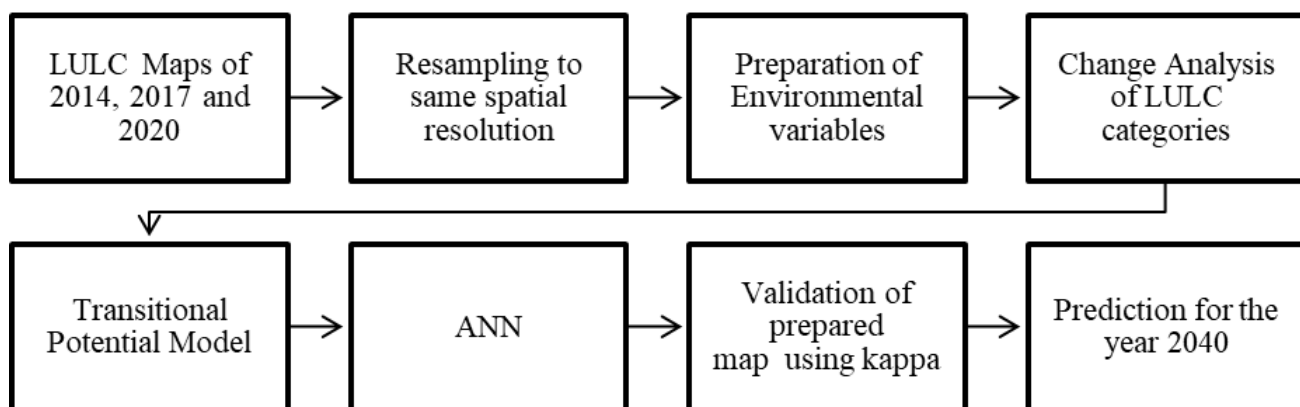 LULC Maps of
2014, 2017 and
2020
Resampling to
same spatial
resolution
Preparation of
Environmental
variables
Change Analysis
of LULC
categories
Transitional
Potential Model
ANN
Validation of
prepared
map using kappa
Prediction for the
year 2040